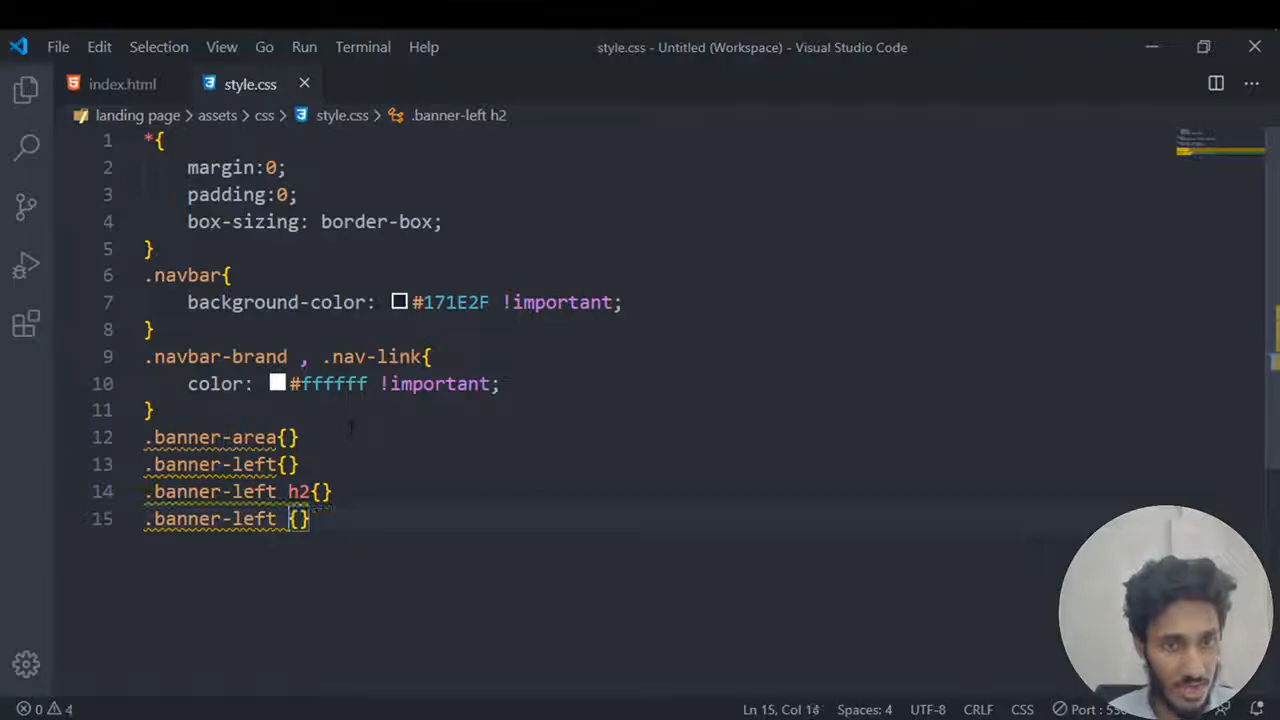 File Edit Selection View Go Run Terminal Help style.css - Untitled (Workspace) - Visual Studio Code
index.html style.css
landing page > assets > css > style.css > .banner-left h2
1 *{
2 margin:0;
3 padding:0;
4 box-sizing: border-box;
5 }
6 .navbar{
7 background-color: #171E2F !important;
8 }
9 .navbar-brand , .nav-link{
10 color: #ffffff !important;
11 }
12 .banner-area{}
13 .banner-left{}
14 .banner-left h2{}
15 .banner-left {}
0 4 Ln 15, Col 14 Spaces: 4 UTF-8 CRLF CSS Port :